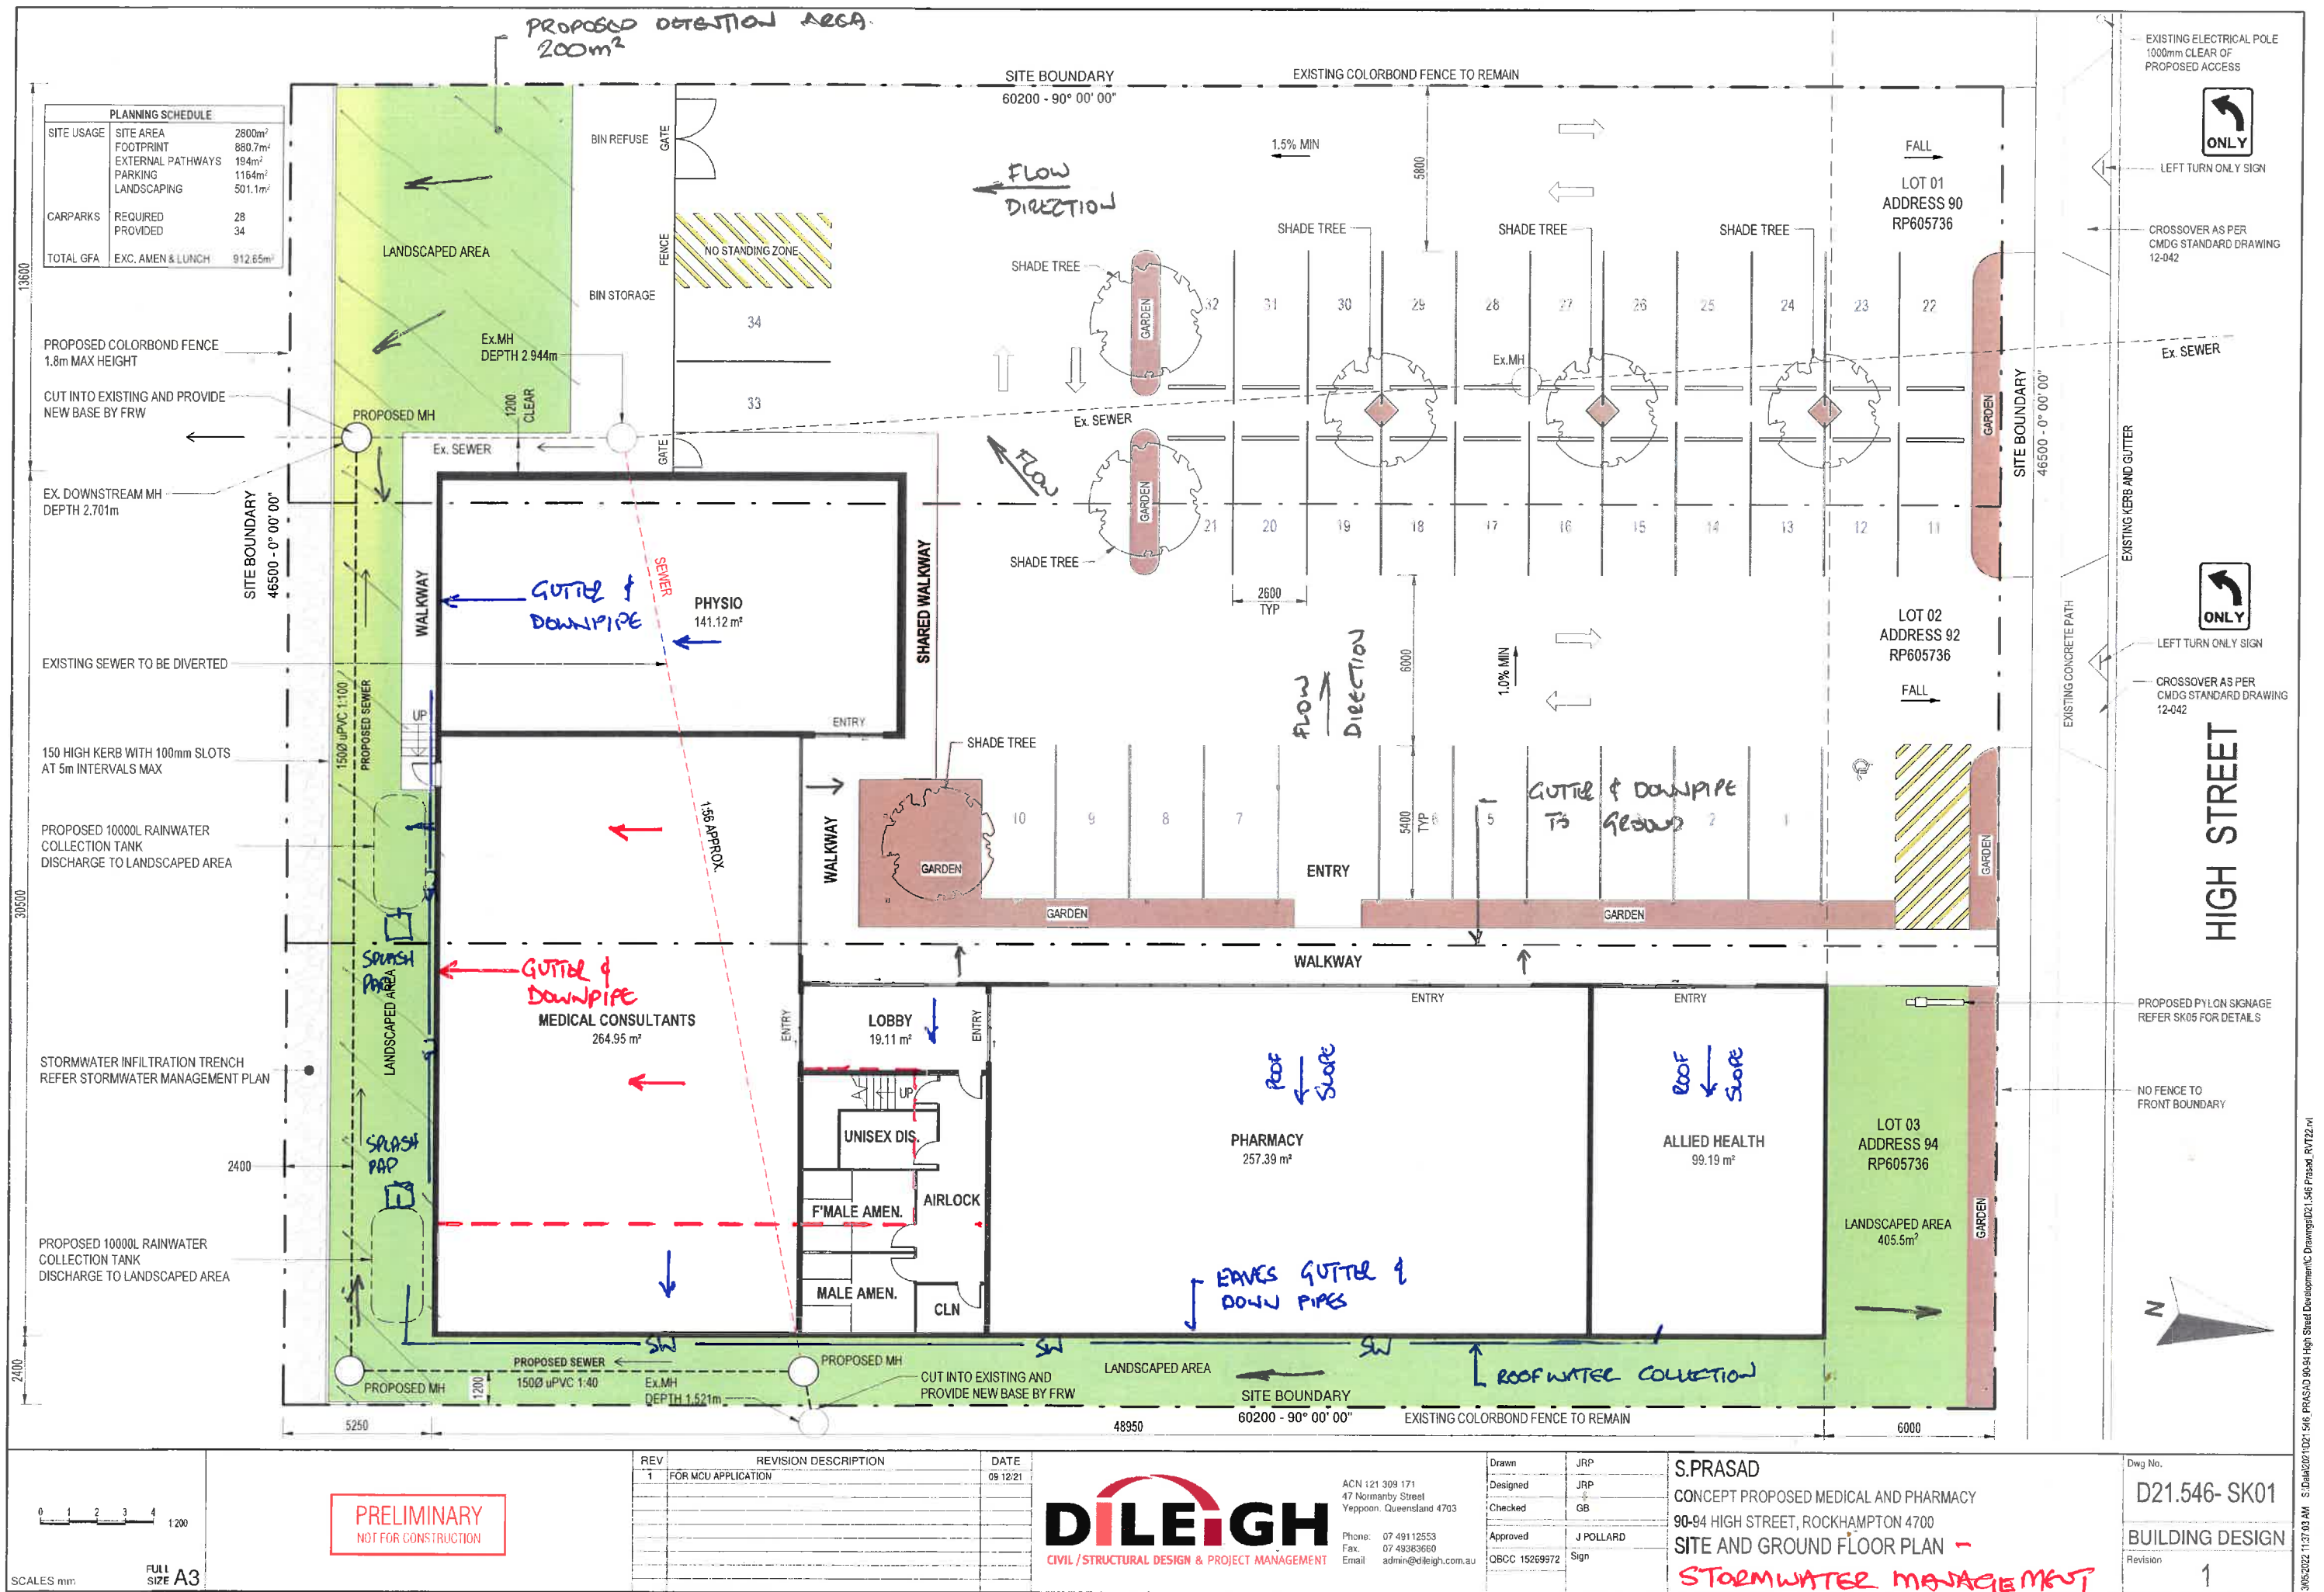 PROPOSED DETENTION AREA.
200m²
SITE BOUNDARY
60200 - 90° 00' 00"
EXISTING COLORBOND FENCE TO REMAIN
EXISTING ELECTRICAL POLE
1000mm CLEAR OF
PROPOSED ACCESS
ONLY
LEFT TURN ONLY SIGN
CROSSOVER AS PER
CMDG STANDARD DRAWING
12-042
PLANNING SCHEDULE
SITE USAGE SITE AREA 2800m²
FOOTPRINT 880.7m²
EXTERNAL PATHWAYS 194m²
PARKING 1164m²
LANDSCAPING 501.1m²
CARPARKS REQUIRED 28
PROVIDED 34
TOTAL GFA EXC. AMEN & LUNCH 912.65m²
BIN REFUSE
GATE
1.5% MIN
FLOW
DIRECTION
5800
FALL
LOT 01
ADDRESS 90
RP605736
LANDSCAPED AREA
FENCE
NO STANDING ZONE
SHADE TREE
SHADE TREE
SHADE TREE
SHADE TREE
BIN STORAGE
GARDEN
32 31 30 29 28 27 26 25 24 23 22
34
33
13600
PROPOSED COLORBOND FENCE
1.8m MAX HEIGHT
Ex.MH
DEPTH 2.944m
1200
CLEAR
CUT INTO EXISTING AND PROVIDE
NEW BASE BY FRW
PROPOSED MH
Ex. SEWER
GATE
Ex.MH
Ex. SEWER
Ex. SEWER
GARDEN
SITE BOUNDARY
46500 - 0° 00' 00"
EXISTING KERB AND GUTTER
EX. DOWNSTREAM MH
DEPTH 2.701m
SITE BOUNDARY
46500 - 0° 00' 00"
FLOW
GARDEN
21 20 19 18 17 16 15 14 13 12 11
SHADE TREE
2600
TYP
WALKWAY
GUTTER &
DOWNPIPE
SEWER
PHYSIO
141.12 m²
SHARED WALKWAY
EXISTING SEWER TO BE DIVERTED
150Ø uPVC 1:100
PROPOSED SEWER
UP
ENTRY
FLOW
DIRECTION
6000
1.0% MIN
LOT 02
ADDRESS 92
RP605736
FALL
EXISTING CONCRETE PATH
ONLY
LEFT TURN ONLY SIGN
CROSSOVER AS PER
CMDG STANDARD DRAWING
12-042
HIGH STREET
150 HIGH KERB WITH 100mm SLOTS
AT 5m INTERVALS MAX
SHADE TREE
PROPOSED 10000L RAINWATER
COLLECTION TANK
DISCHARGE TO LANDSCAPED AREA
1:56 APPROX.
WALKWAY
GARDEN
10 9 8 7 6 5 2 1
5400
TYP
GUTTER & DOWNPIPE
TO GROUND
ENTRY
GARDEN
GARDEN
GARDEN
30500
SPLASH
PAD
LANDSCAPED AREA
GUTTER &
DOWNPIPE
MEDICAL CONSULTANTS
264.95 m²
WALKWAY
ENTRY
LOBBY
19.11 m²
ENTRY
ENTRY
ENTRY
PROPOSED PYLON SIGNAGE
REFER SK05 FOR DETAILS
STORMWATER INFILTRATION TRENCH
REFER STORMWATER MANAGEMENT PLAN
ROOF
SLOPE
ROOF
SLOPE
NO FENCE TO
FRONT BOUNDARY
UP
UNISEX DIS.
PHARMACY
257.39 m²
ALLIED HEALTH
99.19 m²
LOT 03
ADDRESS 94
RP605736
2400
SPLASH
PAD
F'MALE AMEN.
AIRLOCK
LANDSCAPED AREA
405.5m²
GARDEN
PROPOSED 10000L RAINWATER
COLLECTION TANK
DISCHARGE TO LANDSCAPED AREA
MALE AMEN.
CLN
EAVES GUTTER &
DOWN PIPES
N
SW
SW
SW
2400
PROPOSED SEWER
150Ø uPVC 1:40
PROPOSED MH
1200
Ex.MH
DEPTH 1.521m
PROPOSED MH
CUT INTO EXISTING AND
PROVIDE NEW BASE BY FRW
LANDSCAPED AREA
ROOFWATER COLLECTION
SITE BOUNDARY
60200 - 90° 00' 00"
EXISTING COLORBOND FENCE TO REMAIN
5250
48950
6000
0 1 2 3 4
1:200
SCALES mm
FULL
SIZE A3
PRELIMINARY
NOT FOR CONSTRUCTION
REV REVISION DESCRIPTION DATE
1 FOR MCU APPLICATION 09.12.21
DILEIGH
CIVIL / STRUCTURAL DESIGN & PROJECT MANAGEMENT
ACN 121 309 171
47 Normanby Street
Yeppoon. Queensland 4703
Phone: 07 49112553
Fax. 07 49383660
Email admin@dileigh.com.au
Drawn JRP
Designed JRP
Checked GB
Approved J POLLARD
QBCC 15269972 Sign
S.PRASAD
CONCEPT PROPOSED MEDICAL AND PHARMACY
90-94 HIGH STREET, ROCKHAMPTON 4700
SITE AND GROUND FLOOR PLAN -
STORMWATER MANAGEMENT
Dwg No.
D21.546- SK01
BUILDING DESIGN
Revision
1